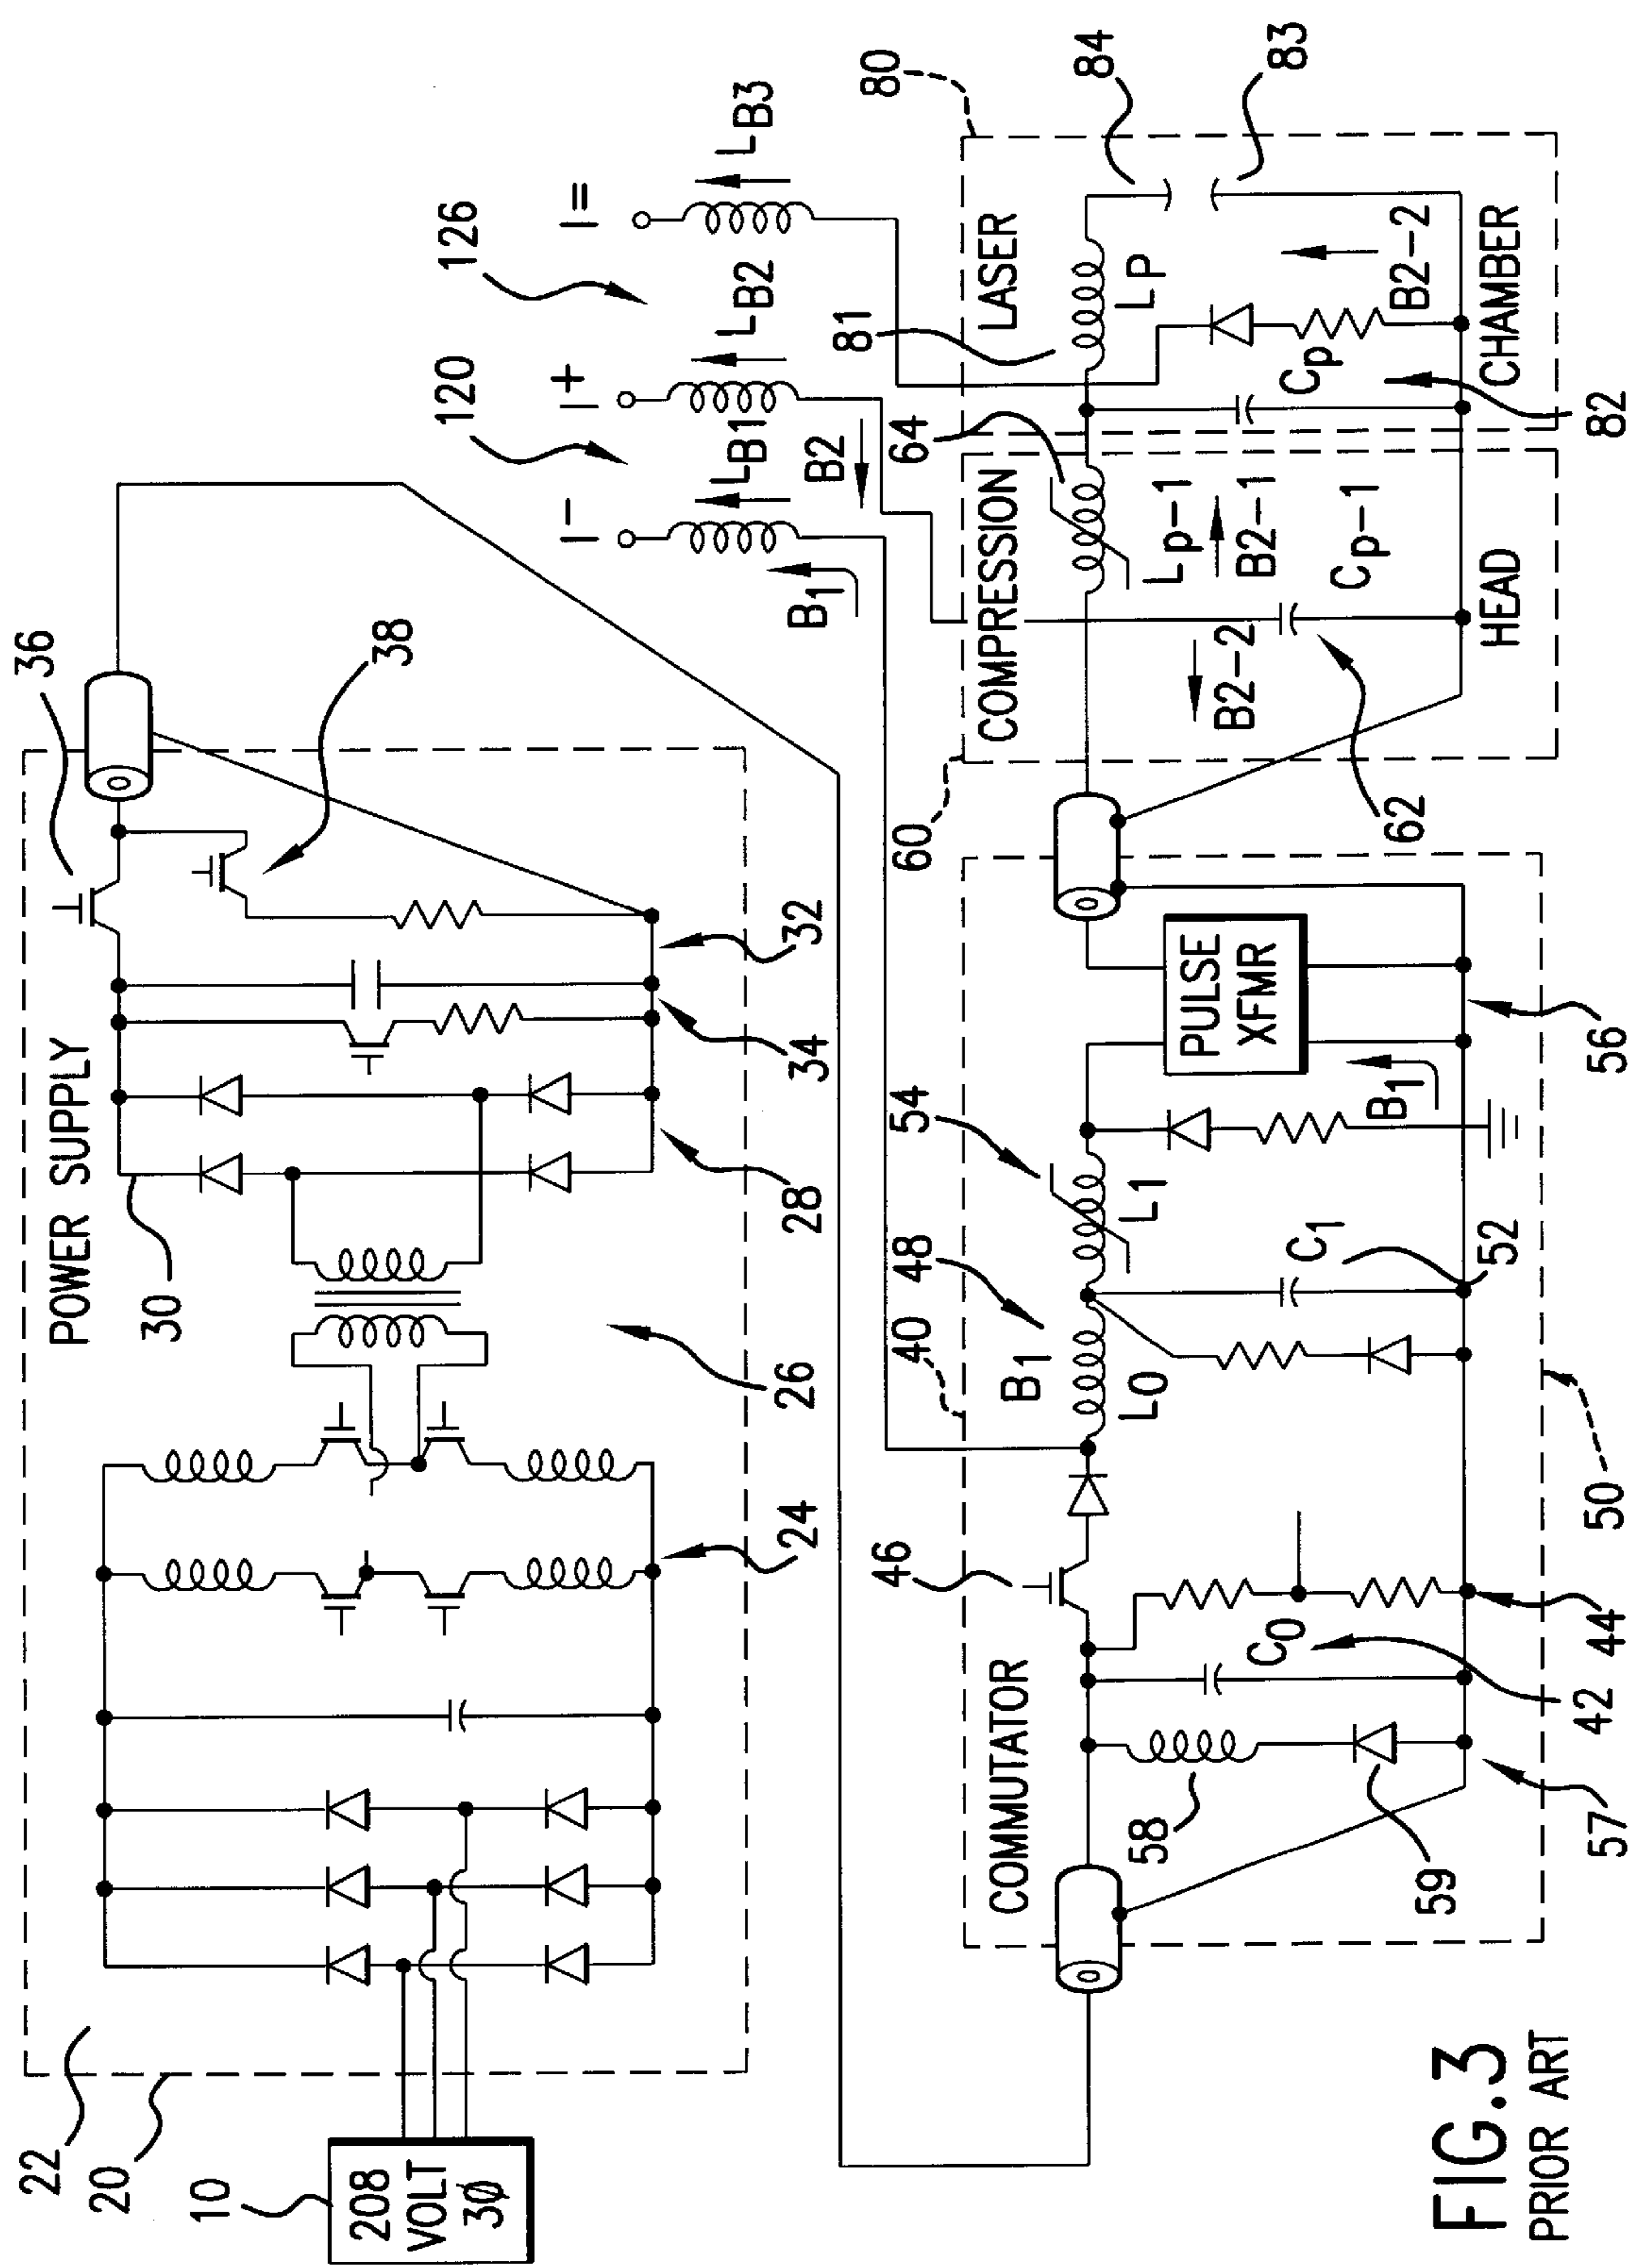 POWER SUPPLY
22
20
10
208
VOLT
3Ø
24
26
28
30
34
32
36
38
120
126
I-
I+
I=
LB1
LB2
LB3
B1
B2
COMMUTATOR
40
46
48
54
B1
L0
L1
C0
C1
58
59
57
42
44
50
52
PULSE
XFMR
B1
56
60
COMPRESSION
HEAD
64
Lp-1
B2-1
B2-2
Cp-1
62
80
LASER
CHAMBER
81
LP
Cp
B2-2
82
84
83
FIG.3
PRIOR ART